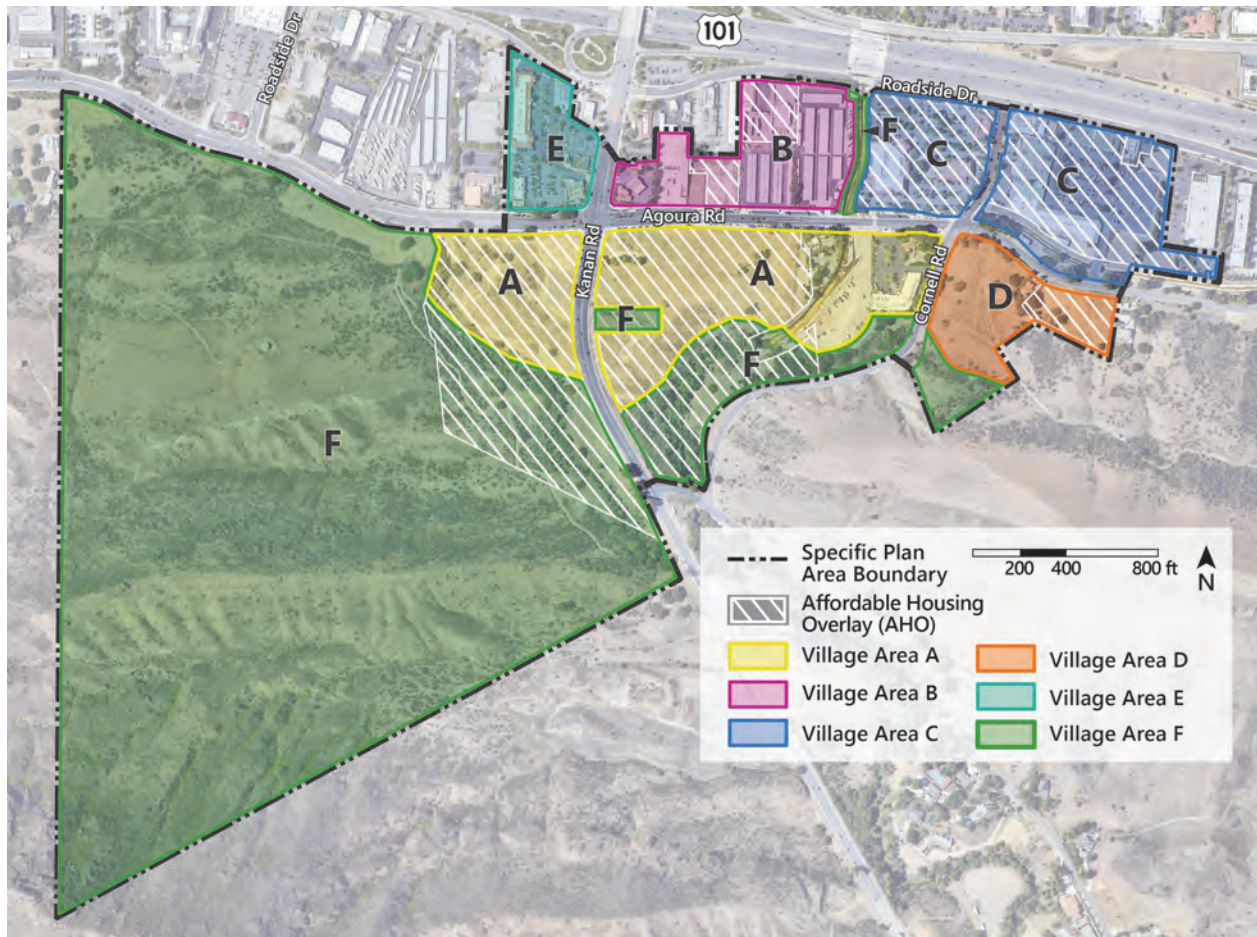 101
Roadside Dr
Roadside Dr
E
B
F
C
C
Agoura Rd
A
Kanan Rd
A
F
Cornell Rd
D
F
F
Specific Plan
Area Boundary
200 400 800 ft
N
Affordable Housing
Overlay (AHO)
Village Area A
Village Area D
Village Area B
Village Area E
Village Area C
Village Area F